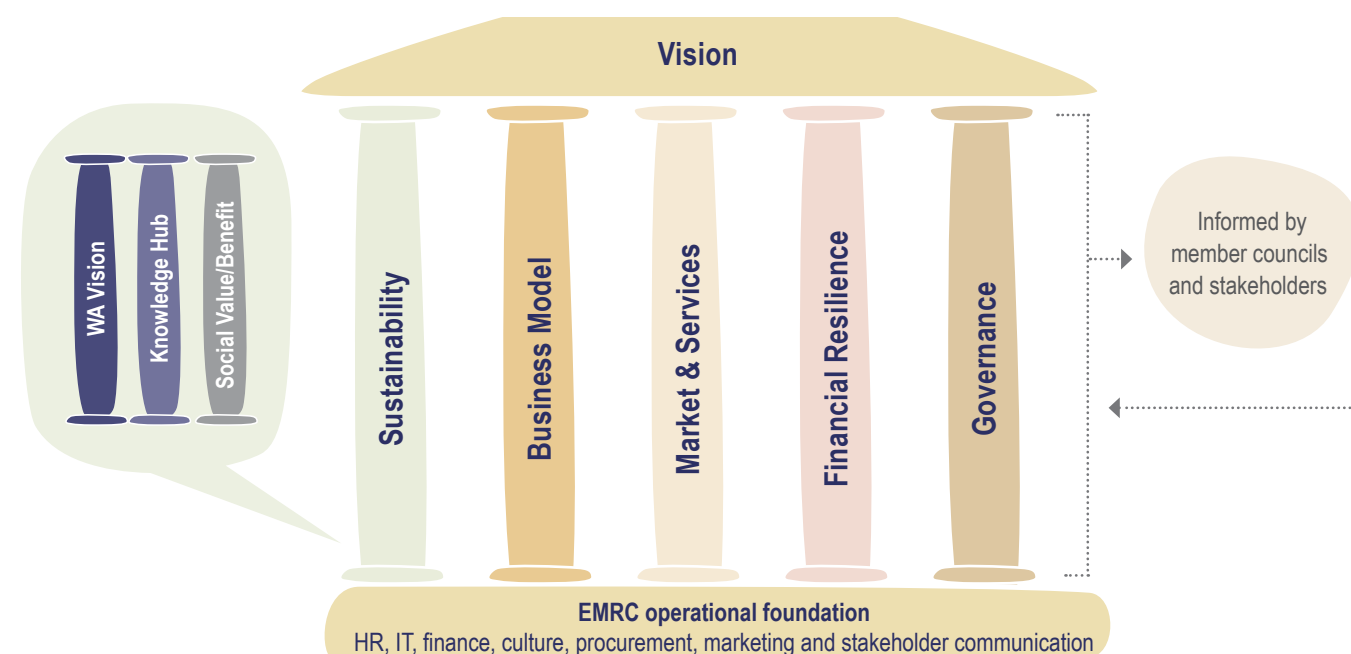 Vision
WA Vision
Knowledge Hub
Social Value/Benefit
Sustainability
Business Model
Market & Services
Financial Resilience
Governance
Informed by
member councils
and stakeholders
EMRC operational foundation
HR, IT, finance, culture, procurement, marketing and stakeholder communication